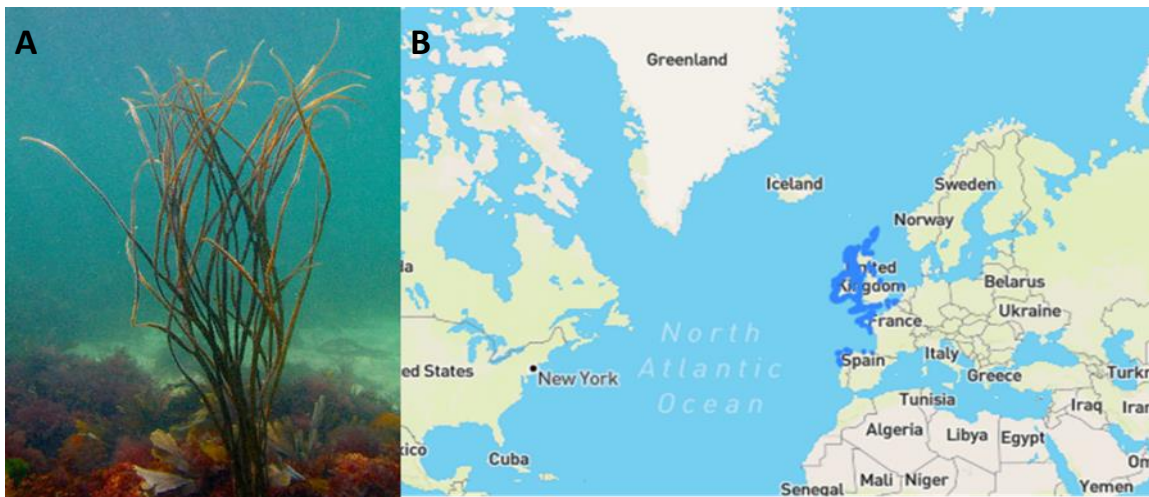 A
B
Greenland
Iceland
Sweden
Norway
United
Kingdom
Belarus
Ukraine
France
North
Atlantic
Ocean
New York
Spain
Italy
Greece
Tunisia
Algeria
Libya
Egypt
Mali
Niger
Senegal
Cuba
Iraq
Yemen